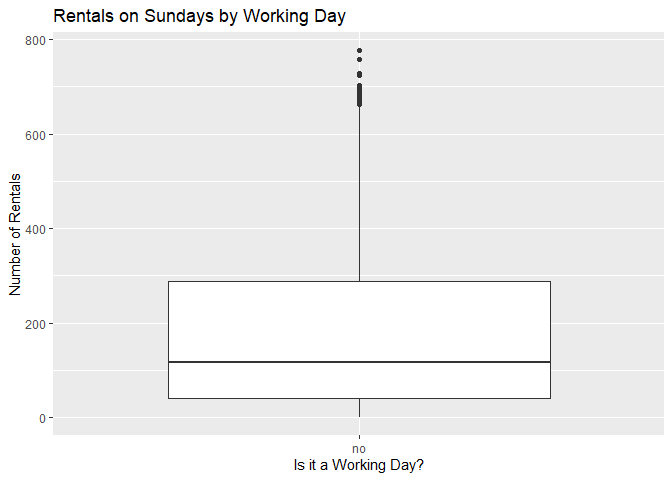 Rentals on Sundays by Working Day
800
600
400
200
0
Number of Rentals
no
Is it a Working Day?